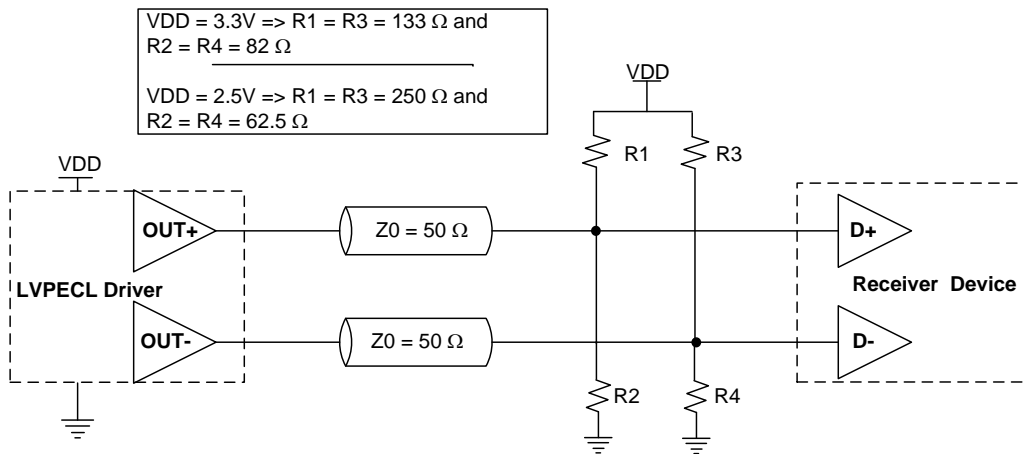 VDD = 3.3V => R1 = R3 = 133 Ω and
R2 = R4 = 82 Ω
VDD = 2.5V => R1 = R3 = 250 Ω and
R2 = R4 = 62.5 Ω
VDD
R1
R3
VDD
OUT+
Z0 = 50 Ω
D+
LVPECL Driver
Receiver Device
OUT-
Z0 = 50 Ω
D-
R2
R4